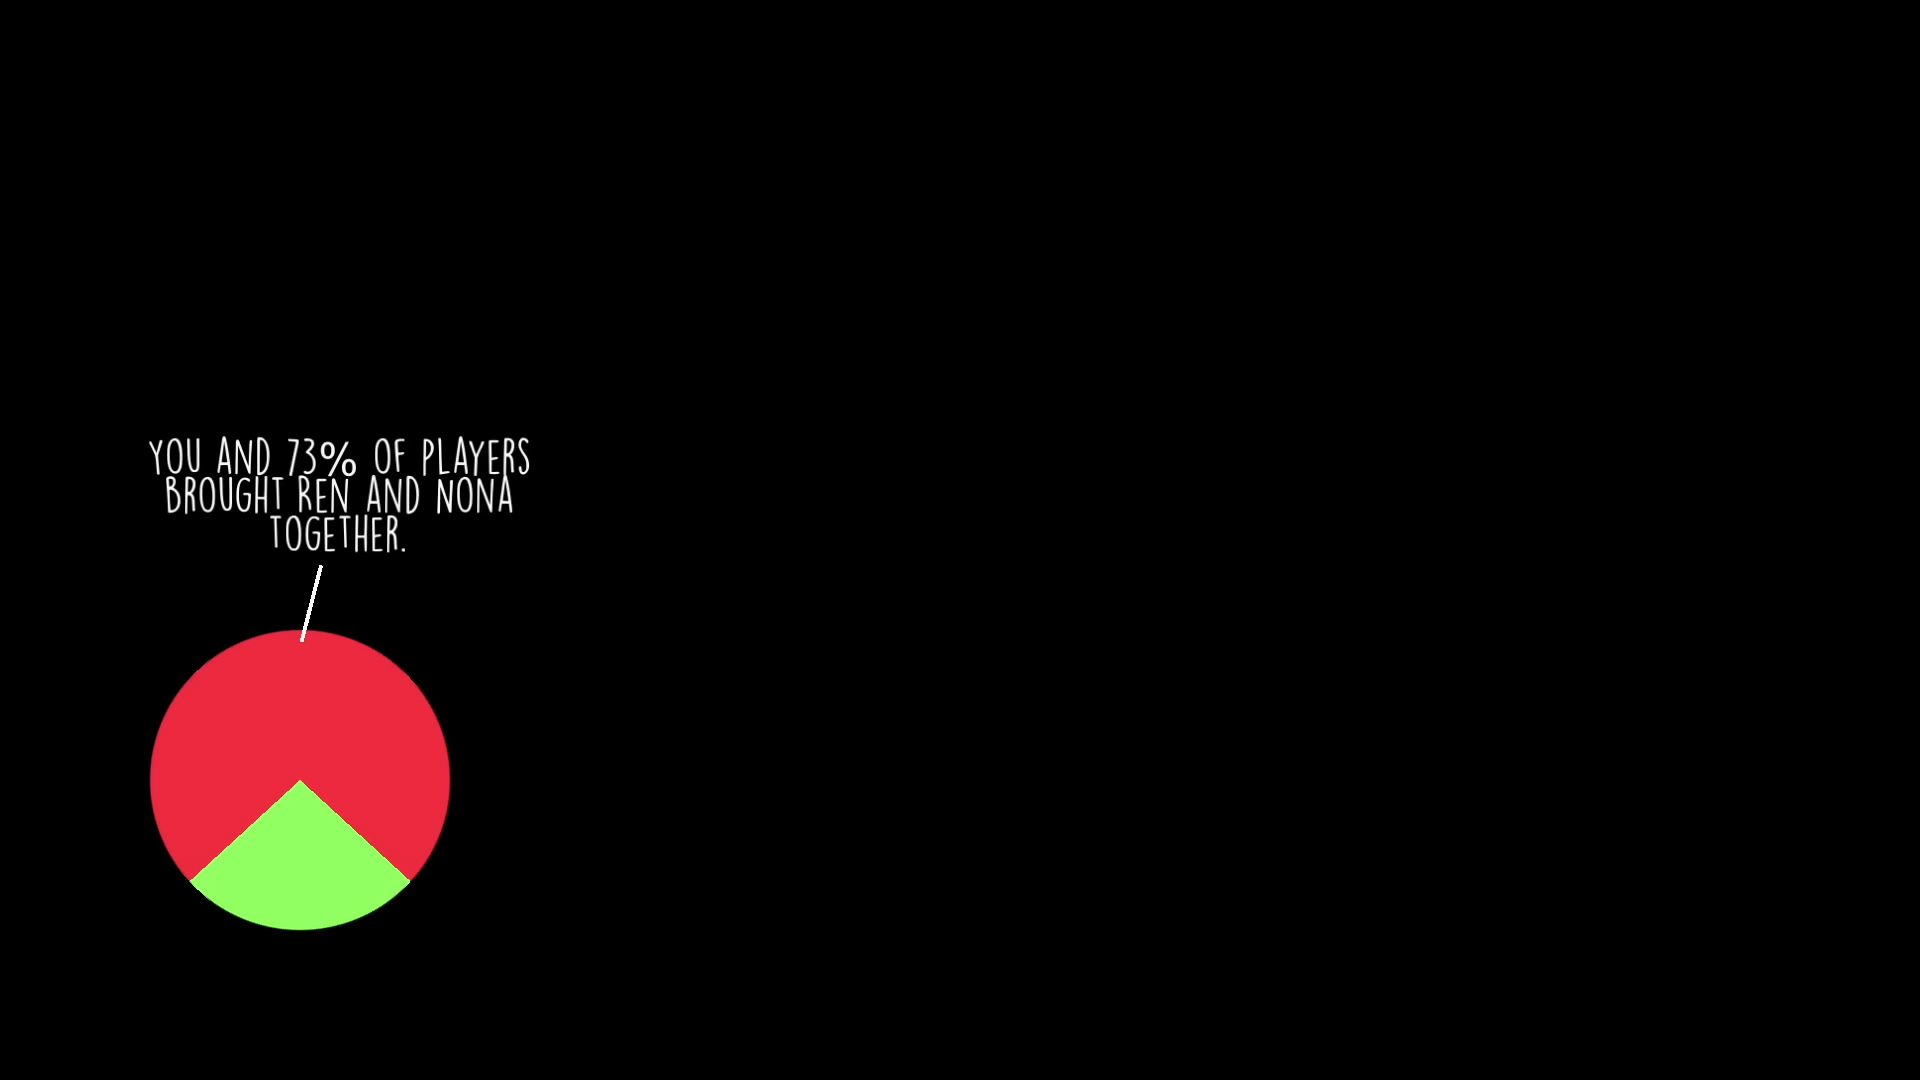 YOU AND 73% OF PLAYERS
BROUGHT REN AND NONA
TOGETHER.